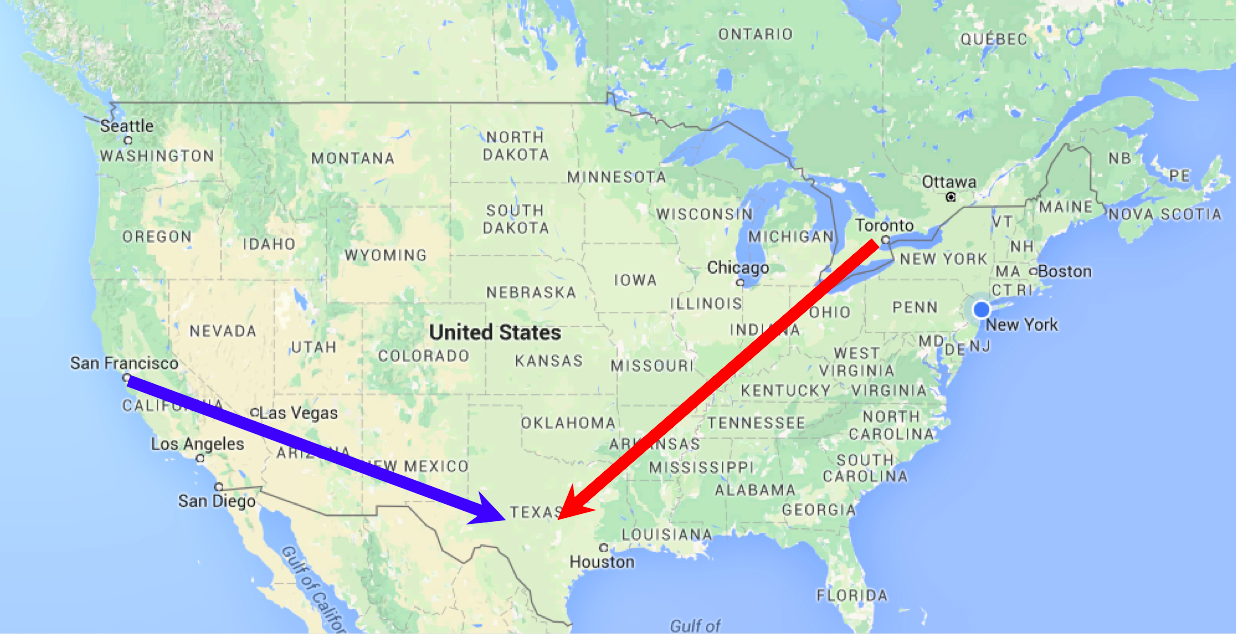 ONTARIO
QUÉBEC
Seattle
WASHINGTON
MONTANA
NORTH
DAKOTA
MINNESOTA
NB
PE
Ottawa
MAINE
NOVA SCOTIA
VT
OREGON
IDAHO
SOUTH
DAKOTA
WISCONSIN
MICHIGAN
Toronto
NH
WYOMING
NEW YORK
Chicago
MA
Boston
CT RI
IOWA
NEBRASKA
ILLINOIS
OHIO
PENN
INDIANA
New York
NEVADA
United States
UTAH
COLORADO
KANSAS
MISSOURI
MD
DE
NJ
WEST
VIRGINIA
San Francisco
KENTUCKY
VIRGINIA
CALIFORNIA
Las Vegas
OKLAHOMA
TENNESSEE
NORTH
CAROLINA
Los Angeles
ARIZONA
NEW MEXICO
ARKANSAS
MISSISSIPPI
SOUTH
CAROLINA
San Diego
ALABAMA
GEORGIA
TEXAS
LOUISIANA
Houston
Gulf of Califor
FLORIDA
Gulf of